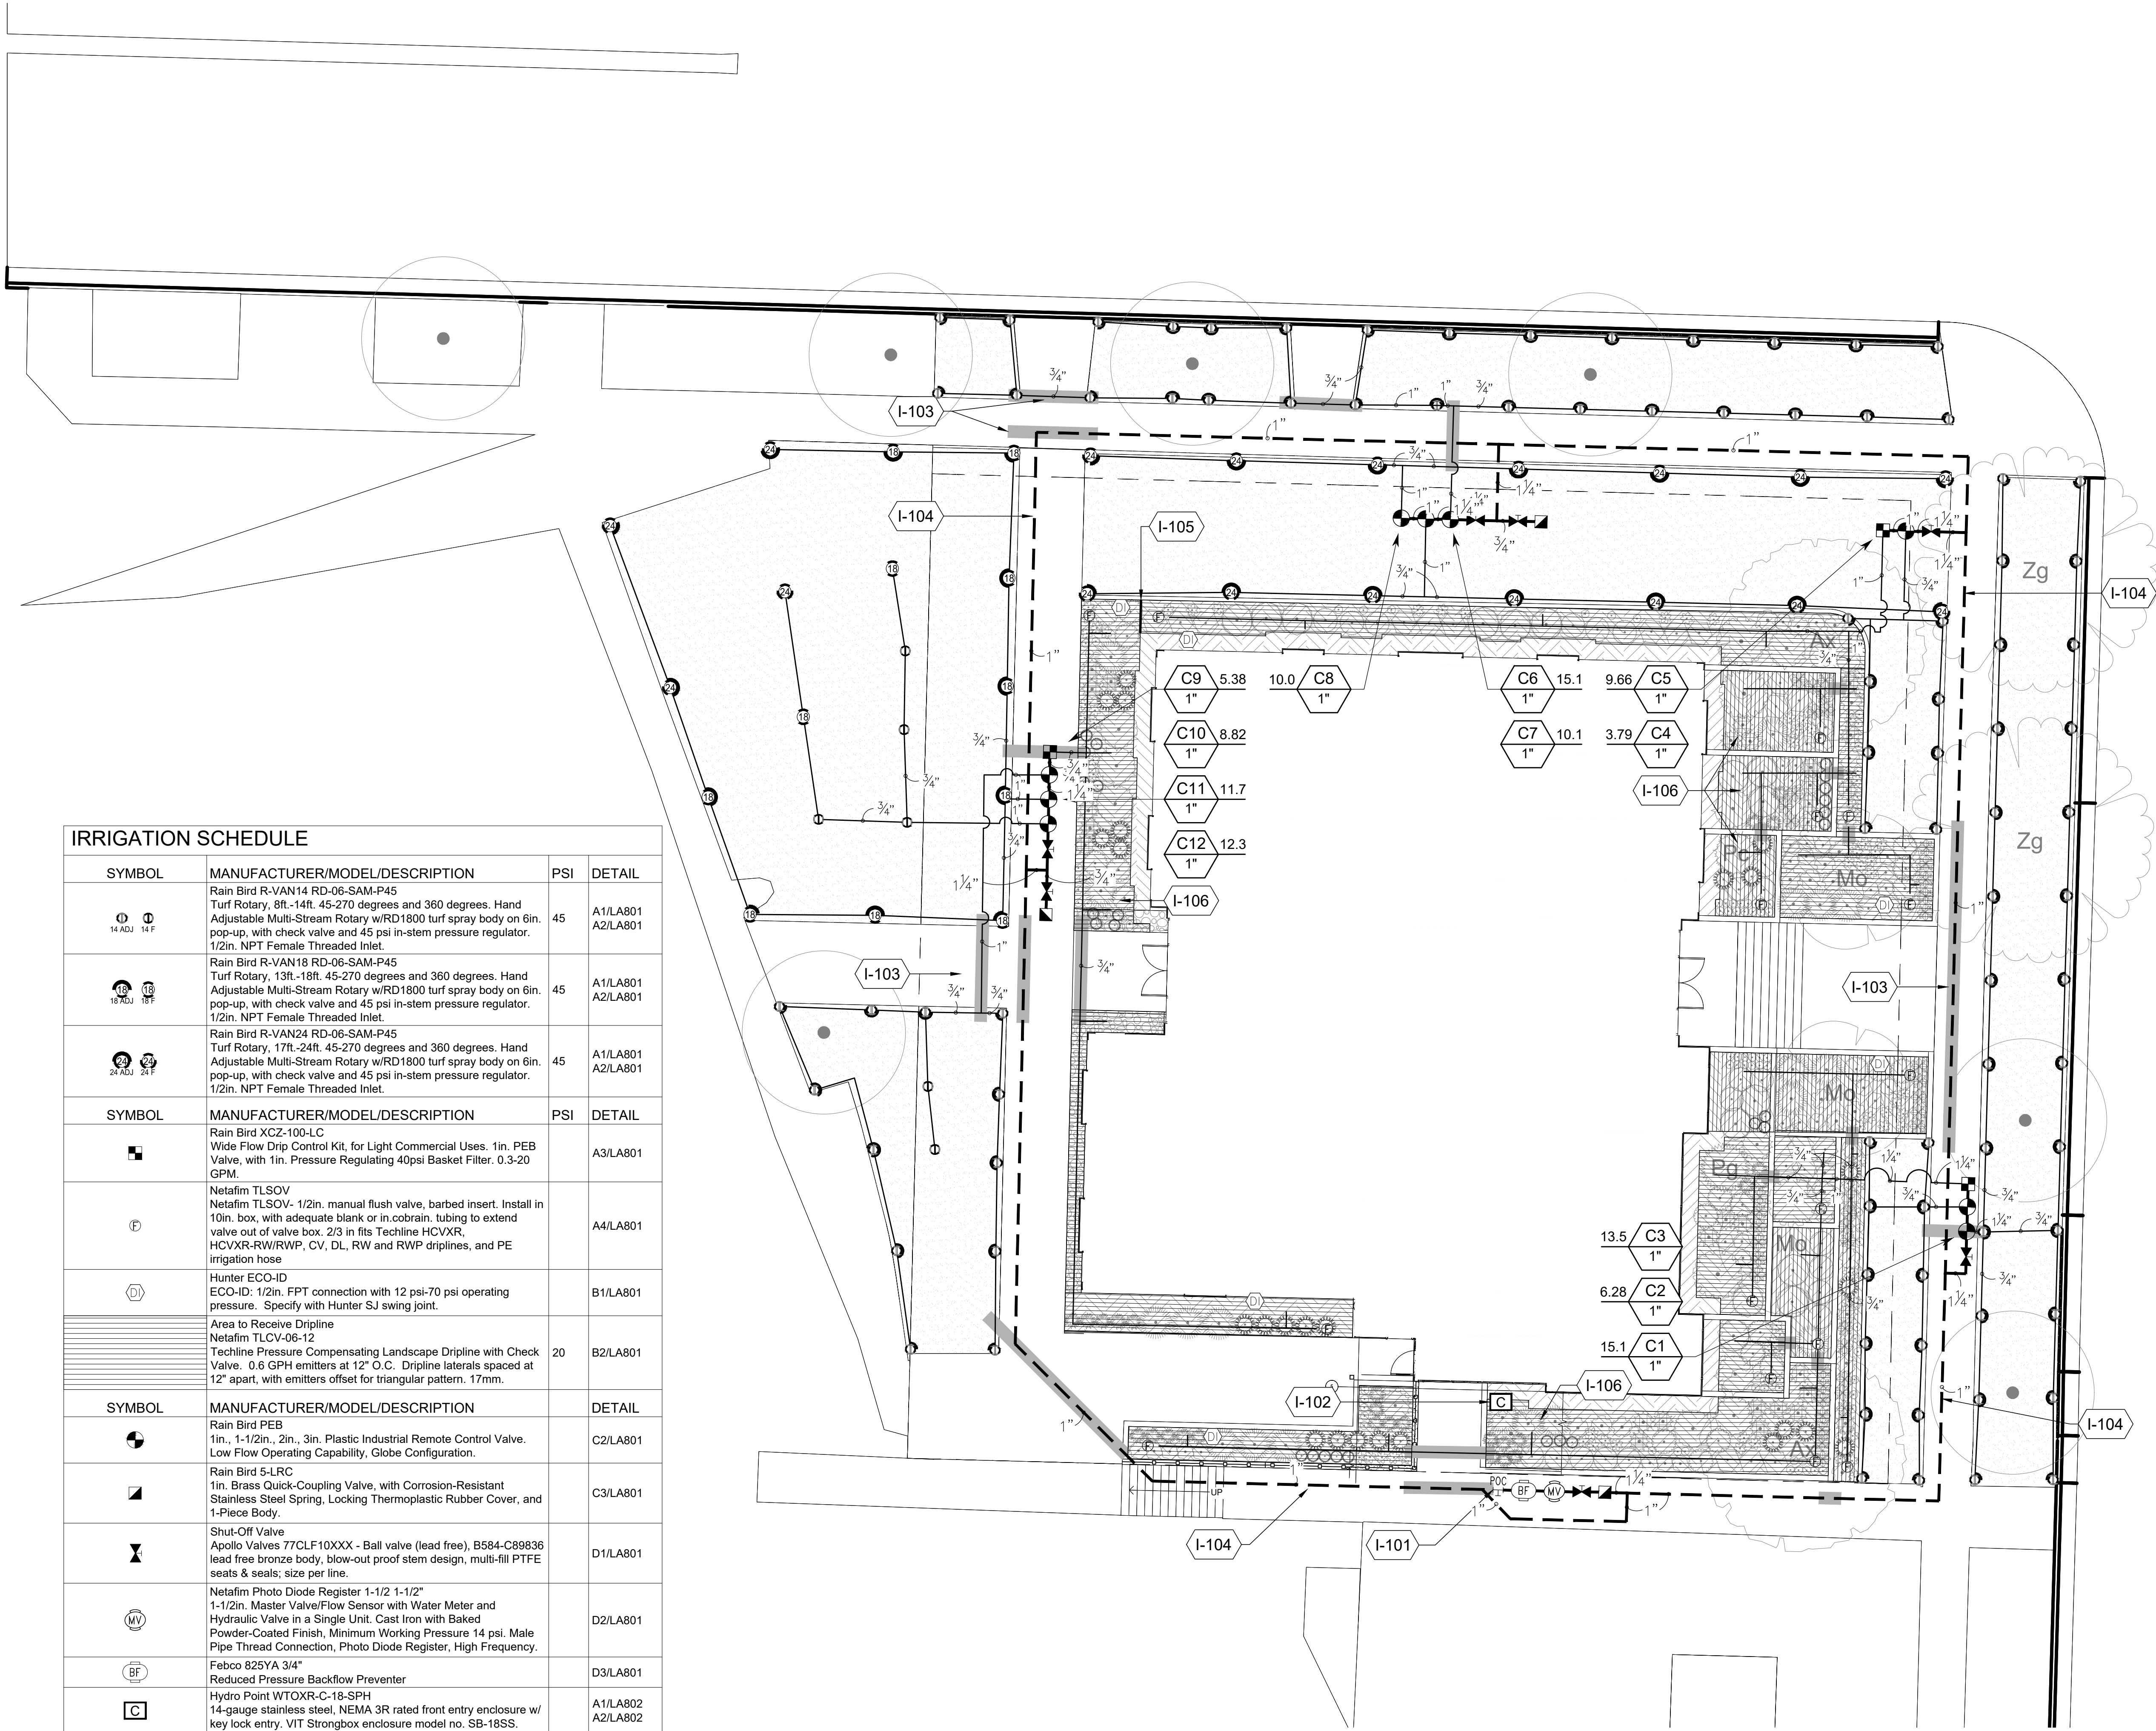 IRRIGATION SCHEDULE
SYMBOL MANUFACTURER/MODEL/DESCRIPTION PSI DETAIL
14 ADJ 14 F
Rain Bird R-VAN14 RD-06-SAM-P45
Turf Rotary, 8ft.-14ft. 45-270 degrees and 360 degrees. Hand
Adjustable Multi-Stream Rotary w/RD1800 turf spray body on 6in.
pop-up, with check valve and 45 psi in-stem pressure regulator.
1/2in. NPT Female Threaded Inlet.
45
A1/LA801
A2/LA801
18 18
18 ADJ 18 F
Rain Bird R-VAN18 RD-06-SAM-P45
Turf Rotary, 13ft.-18ft. 45-270 degrees and 360 degrees. Hand
Adjustable Multi-Stream Rotary w/RD1800 turf spray body on 6in.
pop-up, with check valve and 45 psi in-stem pressure regulator.
1/2in. NPT Female Threaded Inlet.
45
A1/LA801
A2/LA801
24 24
24 ADJ 24 F
Rain Bird R-VAN24 RD-06-SAM-P45
Turf Rotary, 17ft.-24ft. 45-270 degrees and 360 degrees. Hand
Adjustable Multi-Stream Rotary w/RD1800 turf spray body on 6in.
pop-up, with check valve and 45 psi in-stem pressure regulator.
1/2in. NPT Female Threaded Inlet.
45
A1/LA801
A2/LA801
SYMBOL MANUFACTURER/MODEL/DESCRIPTION PSI DETAIL
Rain Bird XCZ-100-LC
Wide Flow Drip Control Kit, for Light Commercial Uses. 1in. PEB
Valve, with 1in. Pressure Regulating 40psi Basket Filter. 0.3-20
GPM.
A3/LA801
F
Netafim TLSOV
Netafim TLSOV- 1/2in. manual flush valve, barbed insert. Install in
10in. box, with adequate blank or in.cobrain. tubing to extend
valve out of valve box. 2/3 in fits Techline HCVXR,
HCVXR-RW/RWP, CV, DL, RW and RWP driplines, and PE
irrigation hose
A4/LA801
DI
Hunter ECO-ID
ECO-ID: 1/2in. FPT connection with 12 psi-70 psi operating
pressure. Specify with Hunter SJ swing joint.
B1/LA801
Area to Receive Dripline
Netafim TLCV-06-12
Techline Pressure Compensating Landscape Dripline with Check
Valve. 0.6 GPH emitters at 12" O.C. Dripline laterals spaced at
12" apart, with emitters offset for triangular pattern. 17mm.
20
B2/LA801
SYMBOL MANUFACTURER/MODEL/DESCRIPTION DETAIL
Rain Bird PEB
1in., 1-1/2in., 2in., 3in. Plastic Industrial Remote Control Valve.
Low Flow Operating Capability, Globe Configuration.
C2/LA801
Rain Bird 5-LRC
1in. Brass Quick-Coupling Valve, with Corrosion-Resistant
Stainless Steel Spring, Locking Thermoplastic Rubber Cover, and
1-Piece Body.
C3/LA801
Shut-Off Valve
Apollo Valves 77CLF10XXX - Ball valve (lead free), B584-C89836
lead free bronze body, blow-out proof stem design, multi-fill PTFE
seats & seals; size per line.
D1/LA801
MV
Netafim Photo Diode Register 1-1/2 1-1/2"
1-1/2in. Master Valve/Flow Sensor with Water Meter and
Hydraulic Valve in a Single Unit. Cast Iron with Baked
Powder-Coated Finish, Minimum Working Pressure 14 psi. Male
Pipe Thread Connection, Photo Diode Register, High Frequency.
D2/LA801
BF
Febco 825YA 3/4"
Reduced Pressure Backflow Preventer
D3/LA801
C
Hydro Point WTOXR-C-18-SPH
14-gauge stainless steel, NEMA 3R rated front entry enclosure w/
key lock entry. VIT Strongbox enclosure model no. SB-18SS.
A1/LA802
A2/LA802
I-103
I-104
I-105
I-104
C9 5.38
1"
10.0 C8
1"
C6 15.1
1"
9.66 C5
1"
C10 8.82
1"
C7 10.1
1"
3.79 C4
1"
C11 11.7
1"
C12 12.3
1"
I-106
I-106
I-103
I-103
13.5 C3
1"
6.28 C2
1"
15.1 C1
1"
I-106
I-102
C
I-104
I-101
I-104
POC
BF
MV
UP
Zg
Zg
Ax
Pc
Mo
Mo
Pg
Mo
Ax